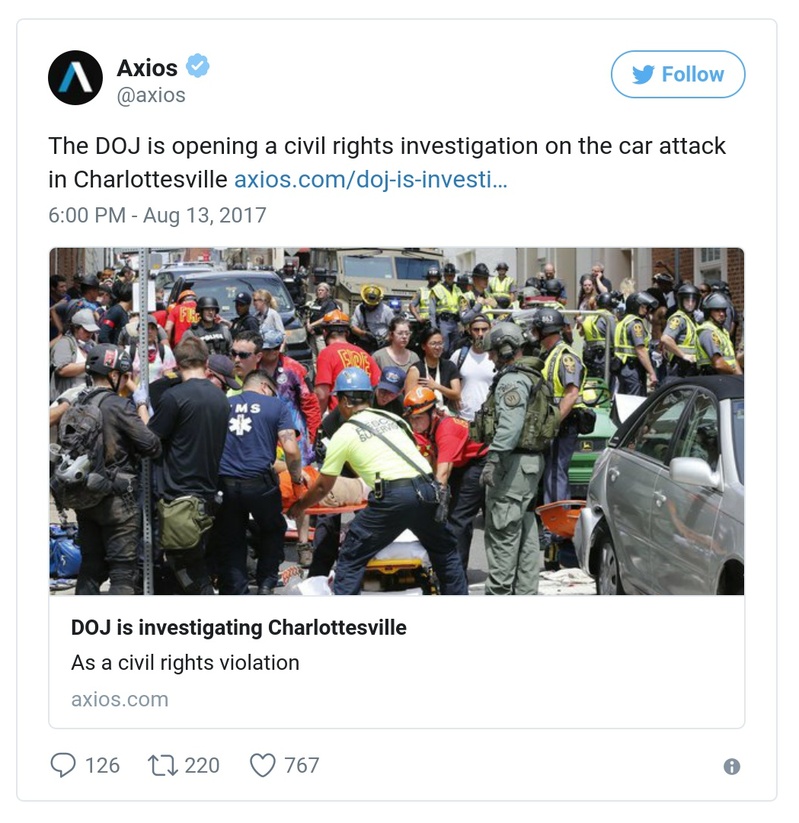 Axios
@axios
Follow
The DOJ is opening a civil rights investigation on the car attack
in Charlottesville axios.com/doj-is-investi…
6:00 PM - Aug 13, 2017
POLICE
FIRE
EMS
DOJ is investigating Charlottesville
As a civil rights violation
axios.com
126 220 767